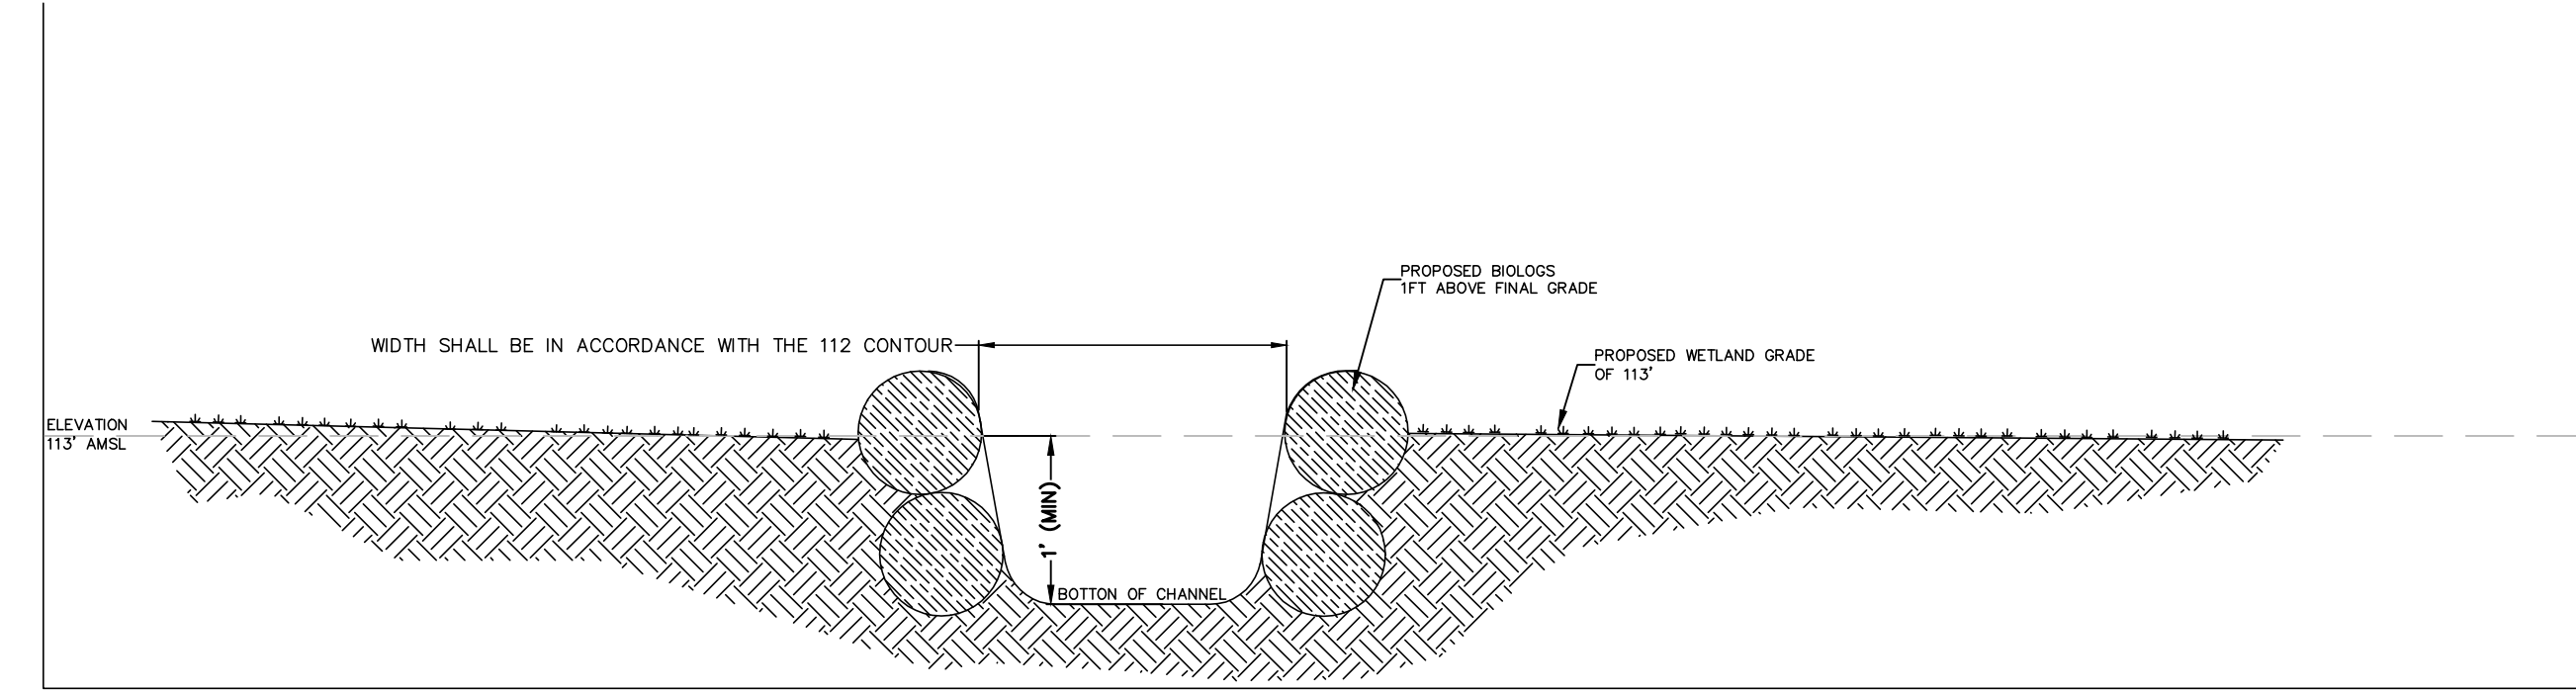 PROPOSED BIOLOGS
1FT ABOVE FINAL GRADE
WIDTH SHALL BE IN ACCORDANCE WITH THE 112 CONTOUR
PROPOSED WETLAND GRADE
OF 113'
ELEVATION
113' AMSL
1' (MIN)
BOTTON OF CHANNEL